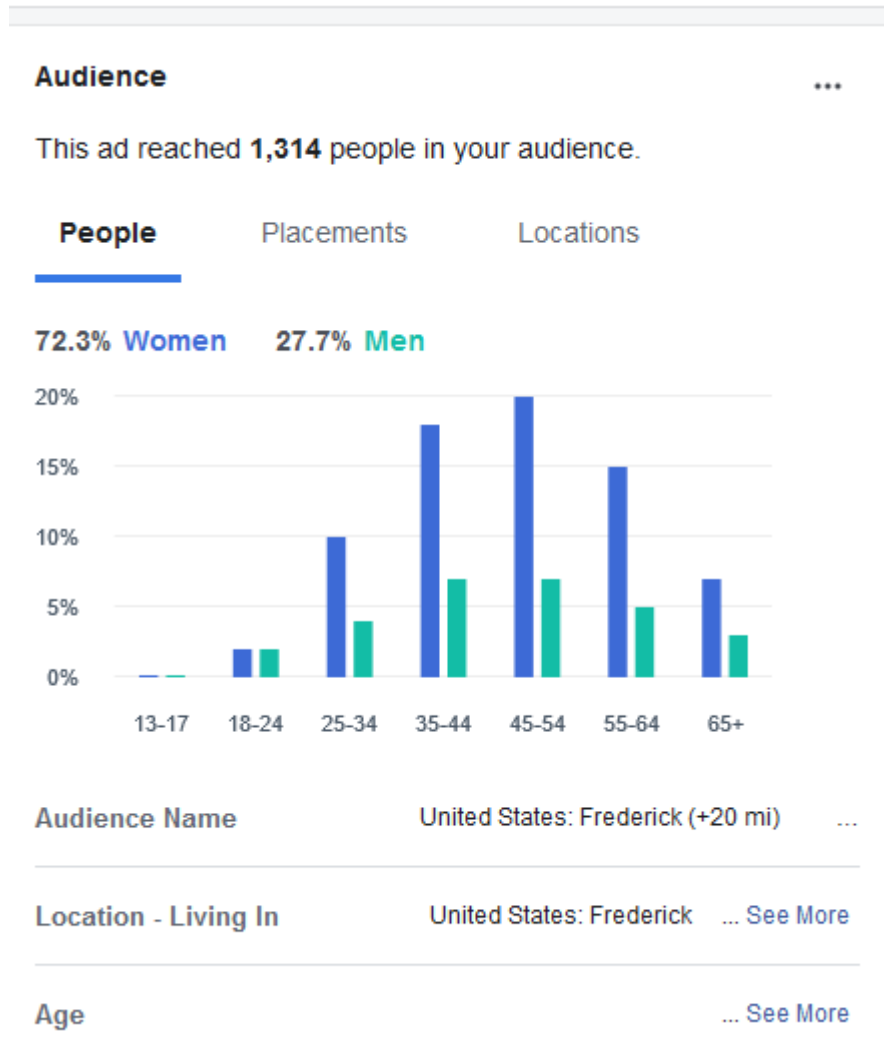 Audience
...
This ad reached 1,314 people in your audience.
People Placements Locations
72.3% Women 27.7% Men
20%
15%
10%
5%
0%
13-17 18-24 25-34 35-44 45-54 55-64 65+
Audience Name United States: Frederick (+20 mi) ...
Location - Living In United States: Frederick ... See More
Age ... See More